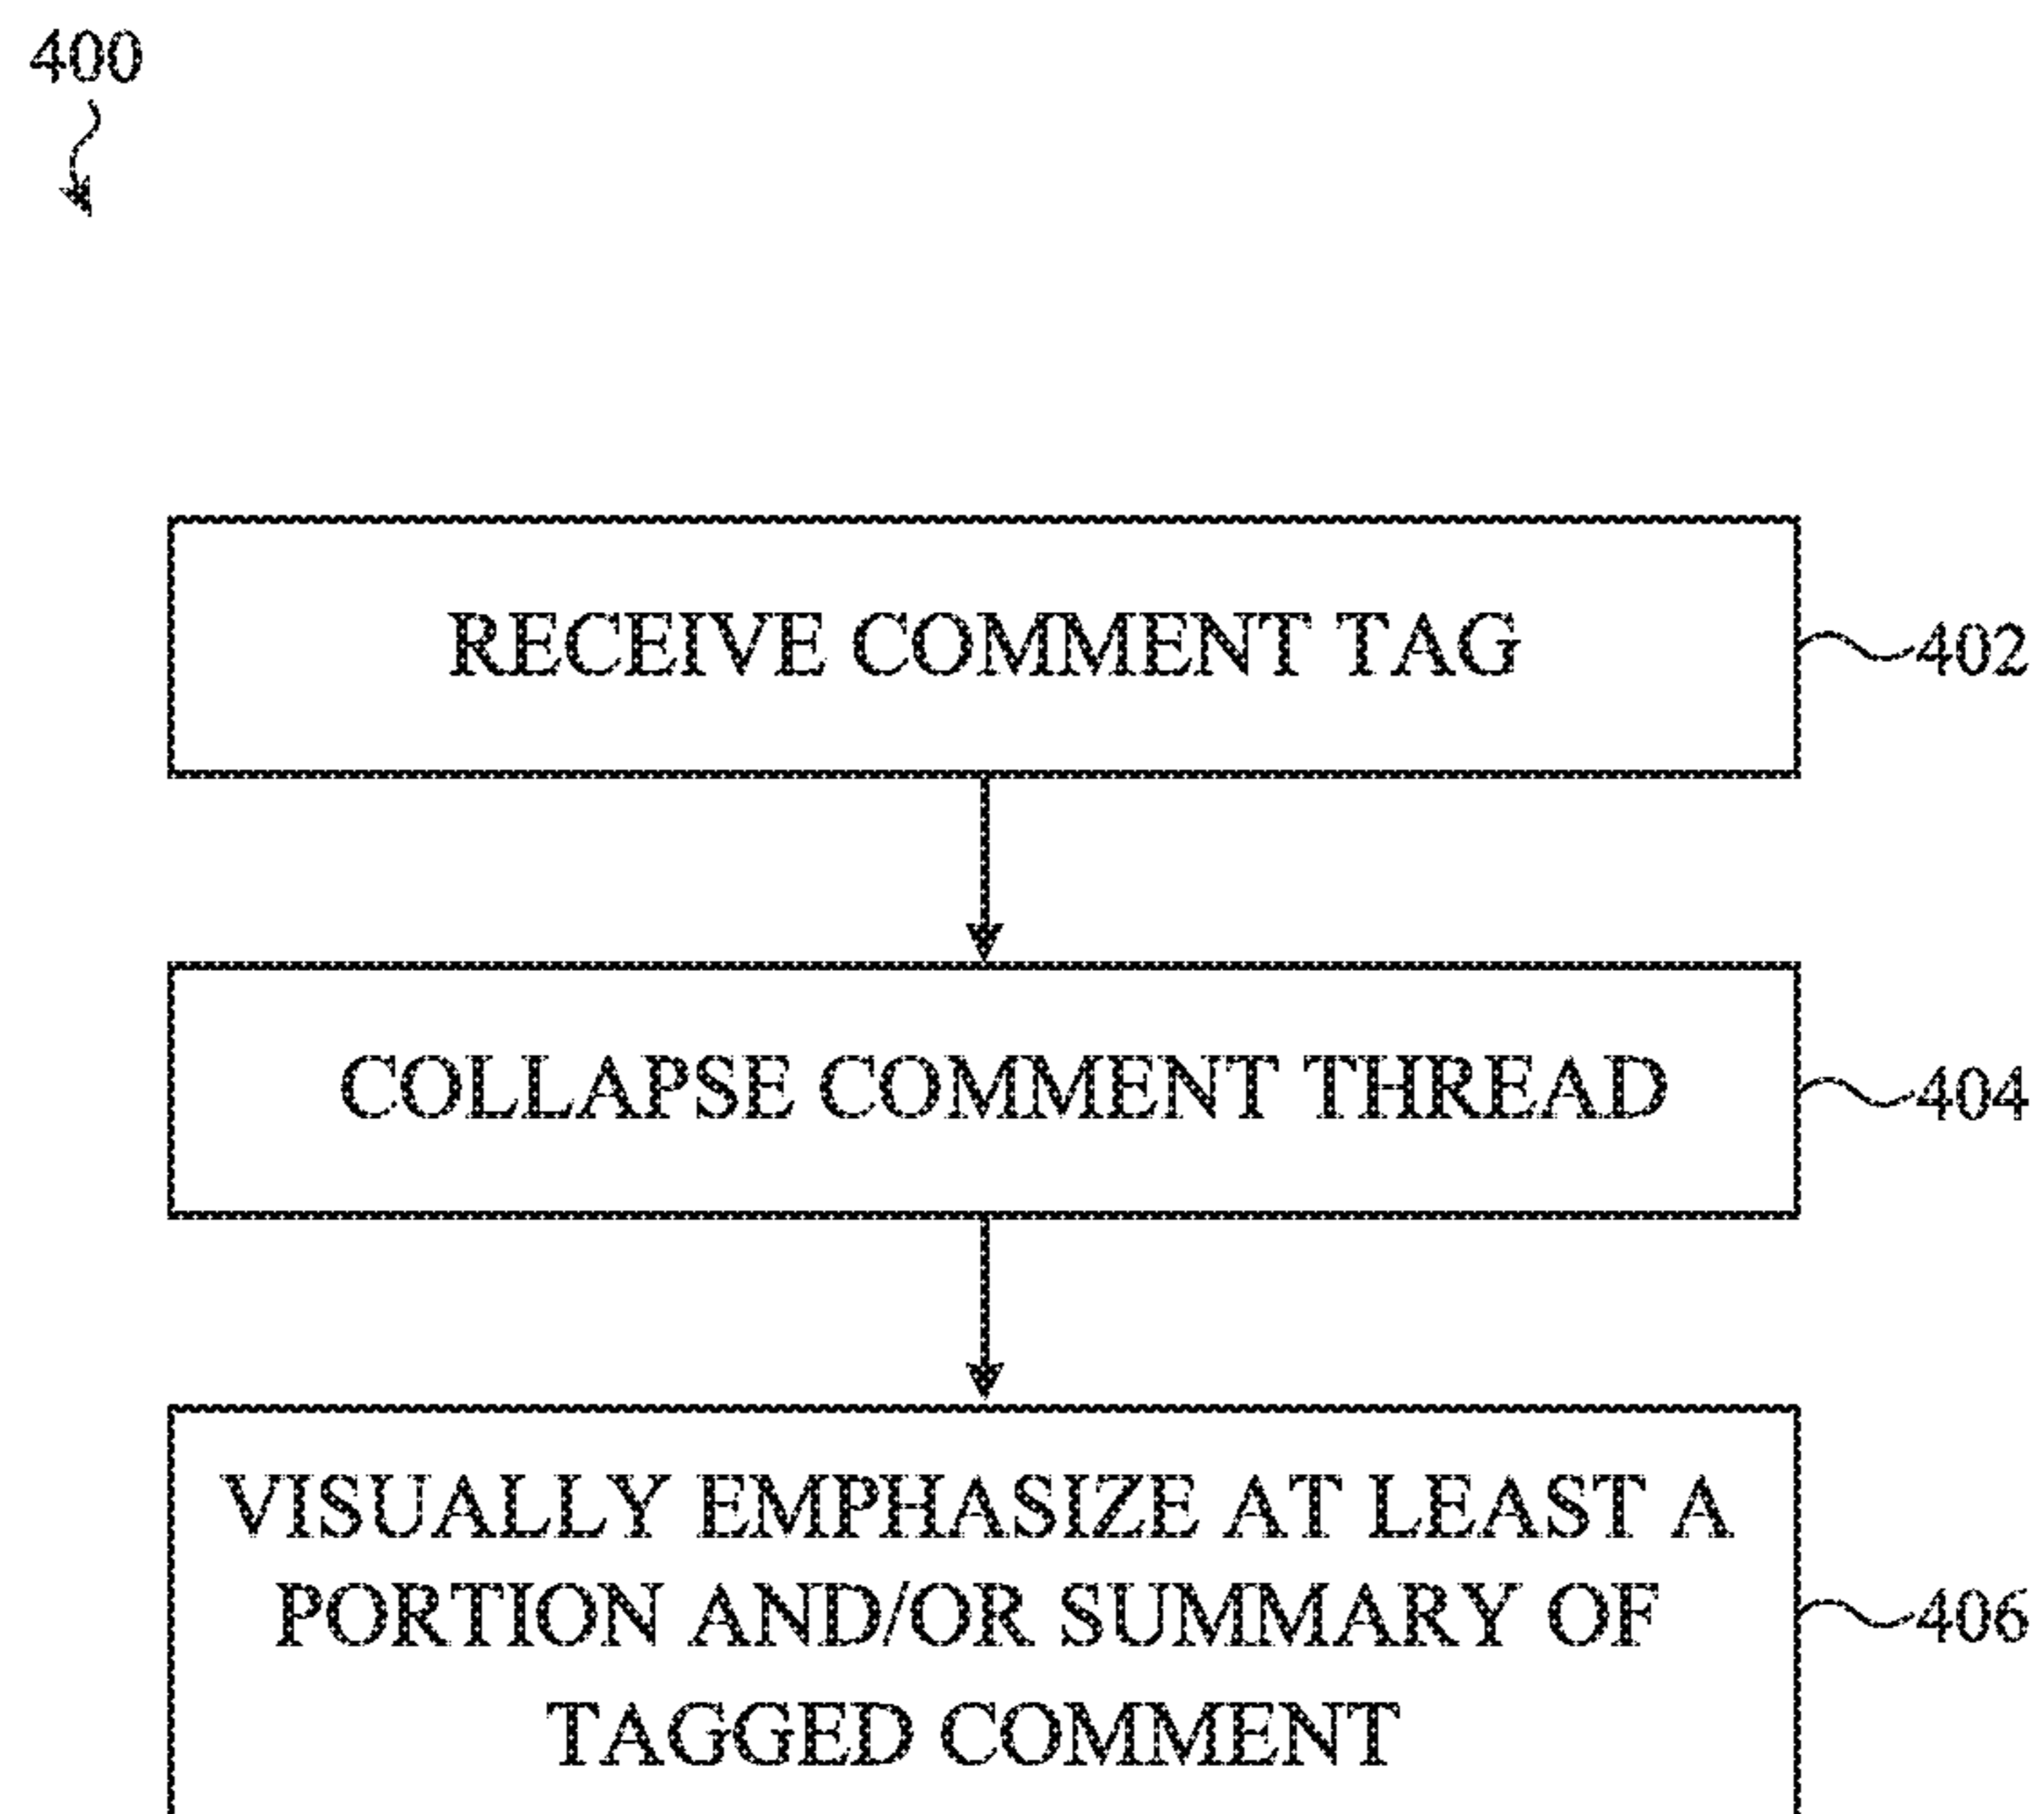 400
RECEIVE COMMENT TAG
402
COLLAPSE COMMENT THREAD
404
VISUALLY EMPHASIZE AT LEAST A
PORTION AND/OR SUMMARY OF
406
TAGGED COMMENT